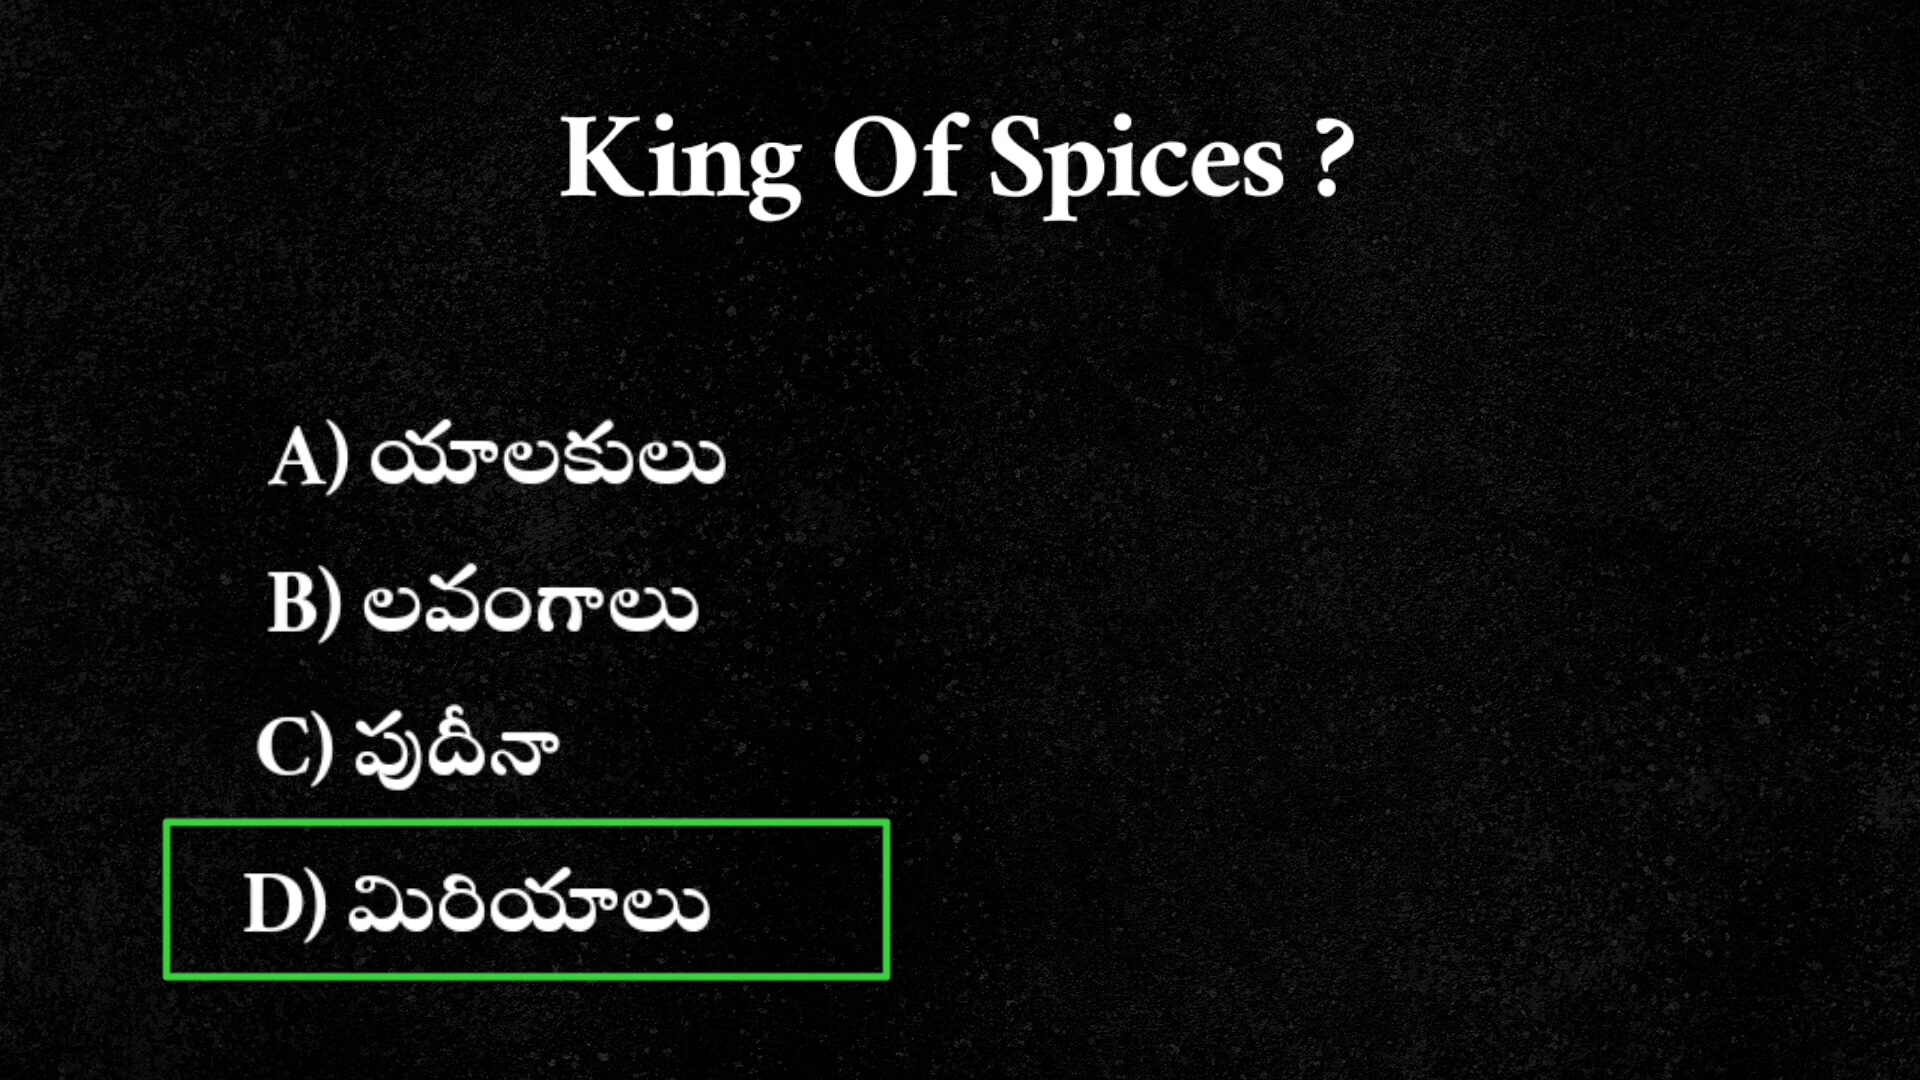 King Of Spices ?
A) యాలకులు
B) లవంగాలు
C) పుదీనా
D) మిరియాలు